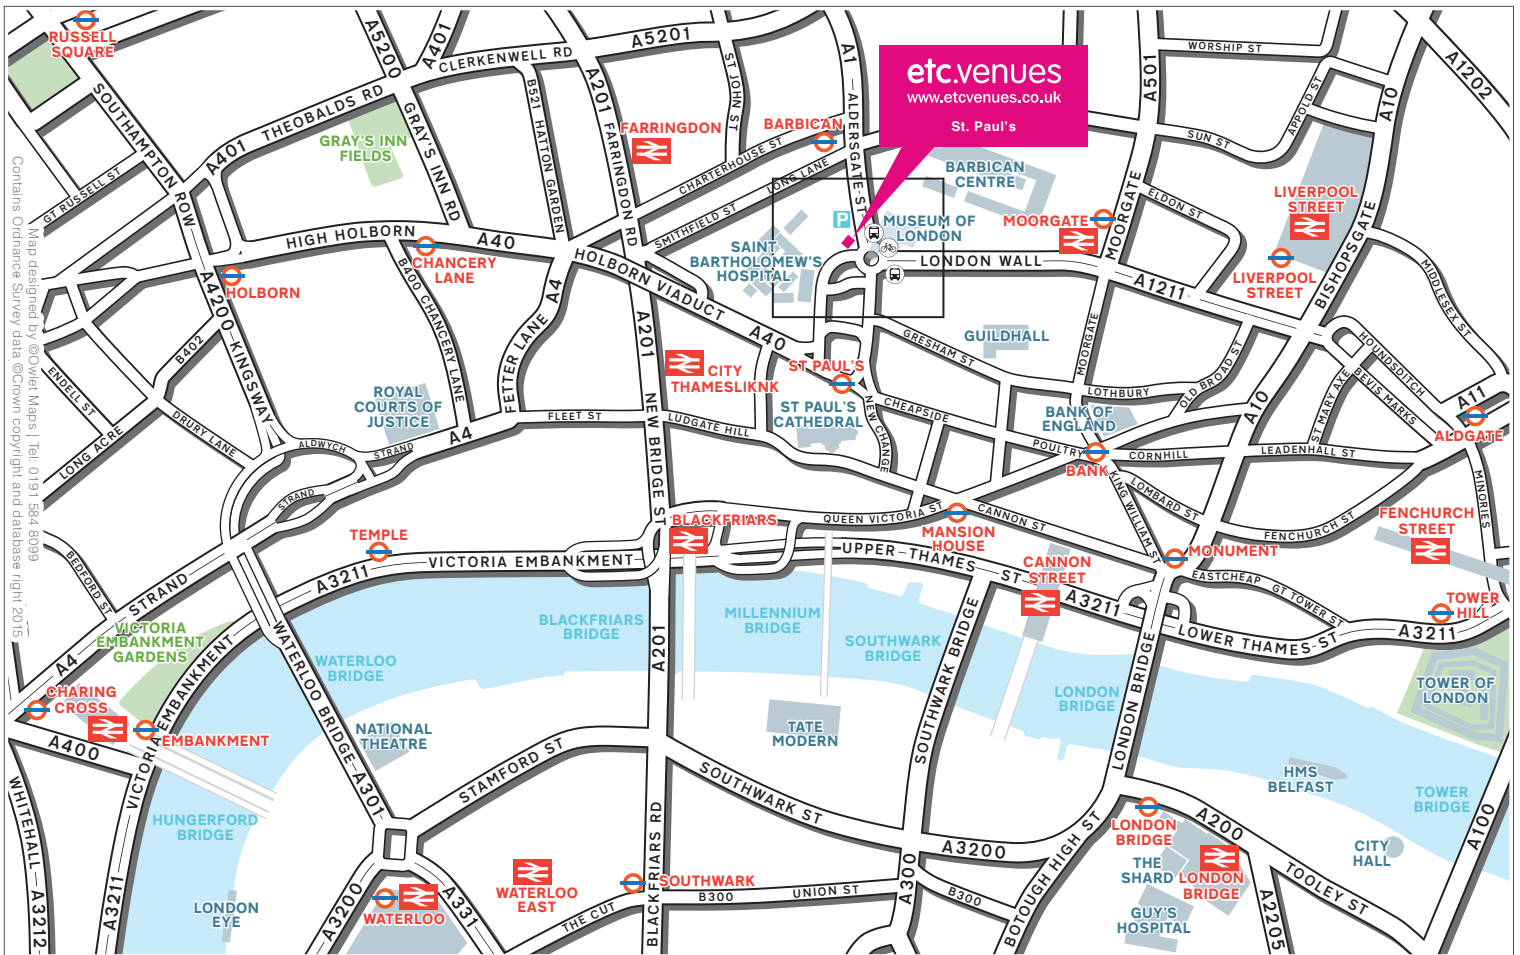 RUSSELL
SQUARE
A5200
A401
CLERKENWELL RD
A5201
A201
B521 HATTON GARDEN
ST JOHN ST
A1
ALDERSGATE-ST
etc.venues
www.etcvenues.co.uk
St. Paul's
A501
WORSHIP ST
APPOLD ST
SUN ST
A10
A1202
SOUTHAMPTON ROW
THEOBALDS RD
A401
GRAY'S INN
FIELDS
GRAY'S INN RD
FARRINGDON
FARRINGDON RD
BARBICAN
CHARTERHOUSE ST
LONG LANE
SMITHFIELD ST
BARBICAN
CENTRE
MOORGATE
MOORGATE
ELDON ST
LIVERPOOL
STREET
LIVERPOOL
STREET
BISHOPSGATE
MIDDLESEX ST
GT RUSSELL ST
HIGH HOLBORN
A40
CHANCERY
LANE
HOLBORN
HOLBORN VIADUCT
A4
P
MUSEUM OF
LONDON
SAINT
BARTHOLOMEW'S
HOSPITAL
LONDON WALL
A1211
A4200
KINGSWAY
B400 CHANCERY LANE
FETTER LANE
A201
A40
CITY
THAMESLIKNK
ST PAUL'S
GRESHAM ST
GUILDHALL
MOORGATE
LOTHBURY
OLD BROAD ST
A10
HOUNDSDITCH
BEVIS MARKS
ST MARY AXE
A11
ALDGATE
B402
ENDELL ST
DRURY LANE
LONG ACRE
ROYAL
COURTS OF
JUSTICE
A4
FLEET ST
LUDGATE HILL
ST PAUL'S
CATHEDRAL
NEW CHANGE
CHEAPSIDE
BANK OF
ENGLAND
POULTRY
BANK
CORNHILL
LEADENHALL ST
ALDWYCH
STRAND
STRAND
NEW BRIDGE ST
BLACKFRIARS
QUEEN VICTORIA ST
MANSION
HOUSE
CANNON ST
KING WILLIAM ST
LOMBARD ST
FENCHURCH ST
FENCHURCH
STREET
MINORIES
TEMPLE
VICTORIA EMBANKMENT
A3211
UPPER-THAMES
ST
CANNON
STREET
A3211
MONUMENT
EASTCHEAP
GT TOWER ST
TOWER
HILL
A3211
LOWER THAMES-ST
BEDFORD ST
STRAND
A4
VICTORIA
EMBANKMENT
GARDENS
CHARING
CROSS
EMBANKMENT
VICTORIA EMBANKMENT
A400
WATERLOO
BRIDGE
WATERLOO BRIDGE-A301
BLACKFRIARS
BRIDGE
A201
MILLENNIUM
BRIDGE
SOUTHWARK
BRIDGE
SOUTHWARK BRIDGE
LONDON
BRIDGE
LONDON BRIDGE
TOWER OF
LONDON
NATIONAL
THEATRE
TATE
MODERN
HMS
BELFAST
TOWER
BRIDGE
A100
STAMFORD ST
SOUTHWARK ST
HUNGERFORD
BRIDGE
WHITEHALL
A3212
A3211
LONDON
EYE
A3200
WATERLOO
A331
WATERLOO
EAST
THE CUT
SOUTHWARK
BLACKFRIARS RD
B300
UNION ST
A300
B300
A3200
BOTOUGH HIGH ST
LONDON
BRIDGE
A200
THE
SHARD
LONDON
BRIDGE
GUY'S
HOSPITAL
CITY
HALL
TOOLEY ST
A2205
Map designed by ©Owlet Maps | Tel: 0191 584 8099
Contains Ordnance Survey data ©Crown copyright and database right 2015